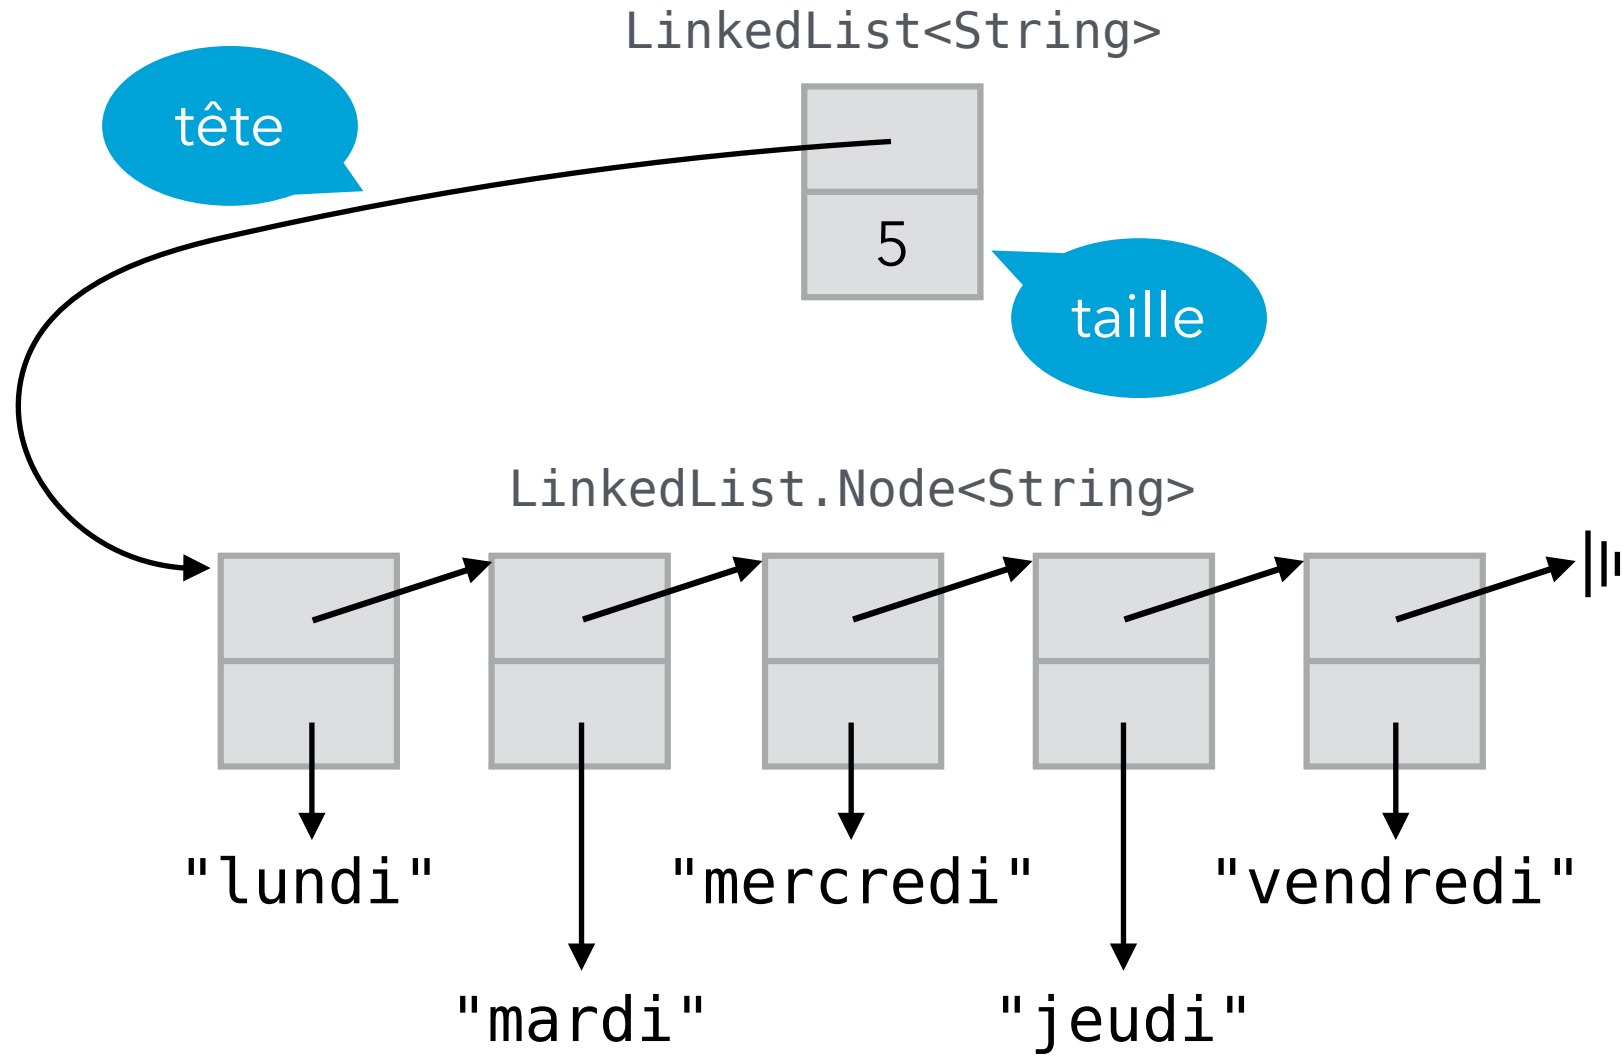 LinkedList<String>
tête
5
taille
LinkedList.Node<String>
"lundi"
"mercredi"
"vendredi"
"mardi"
"jeudi"